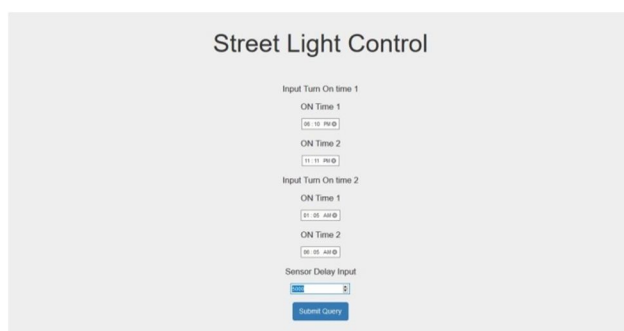 Street Light Control
Input Turn On time 1
ON Time 1
06:10 PM
ON Time 2
11:11 PM
Input Turn On time 2
ON Time 1
01:05 AM
ON Time 2
06:05 AM
Sensor Delay Input
Submit Query